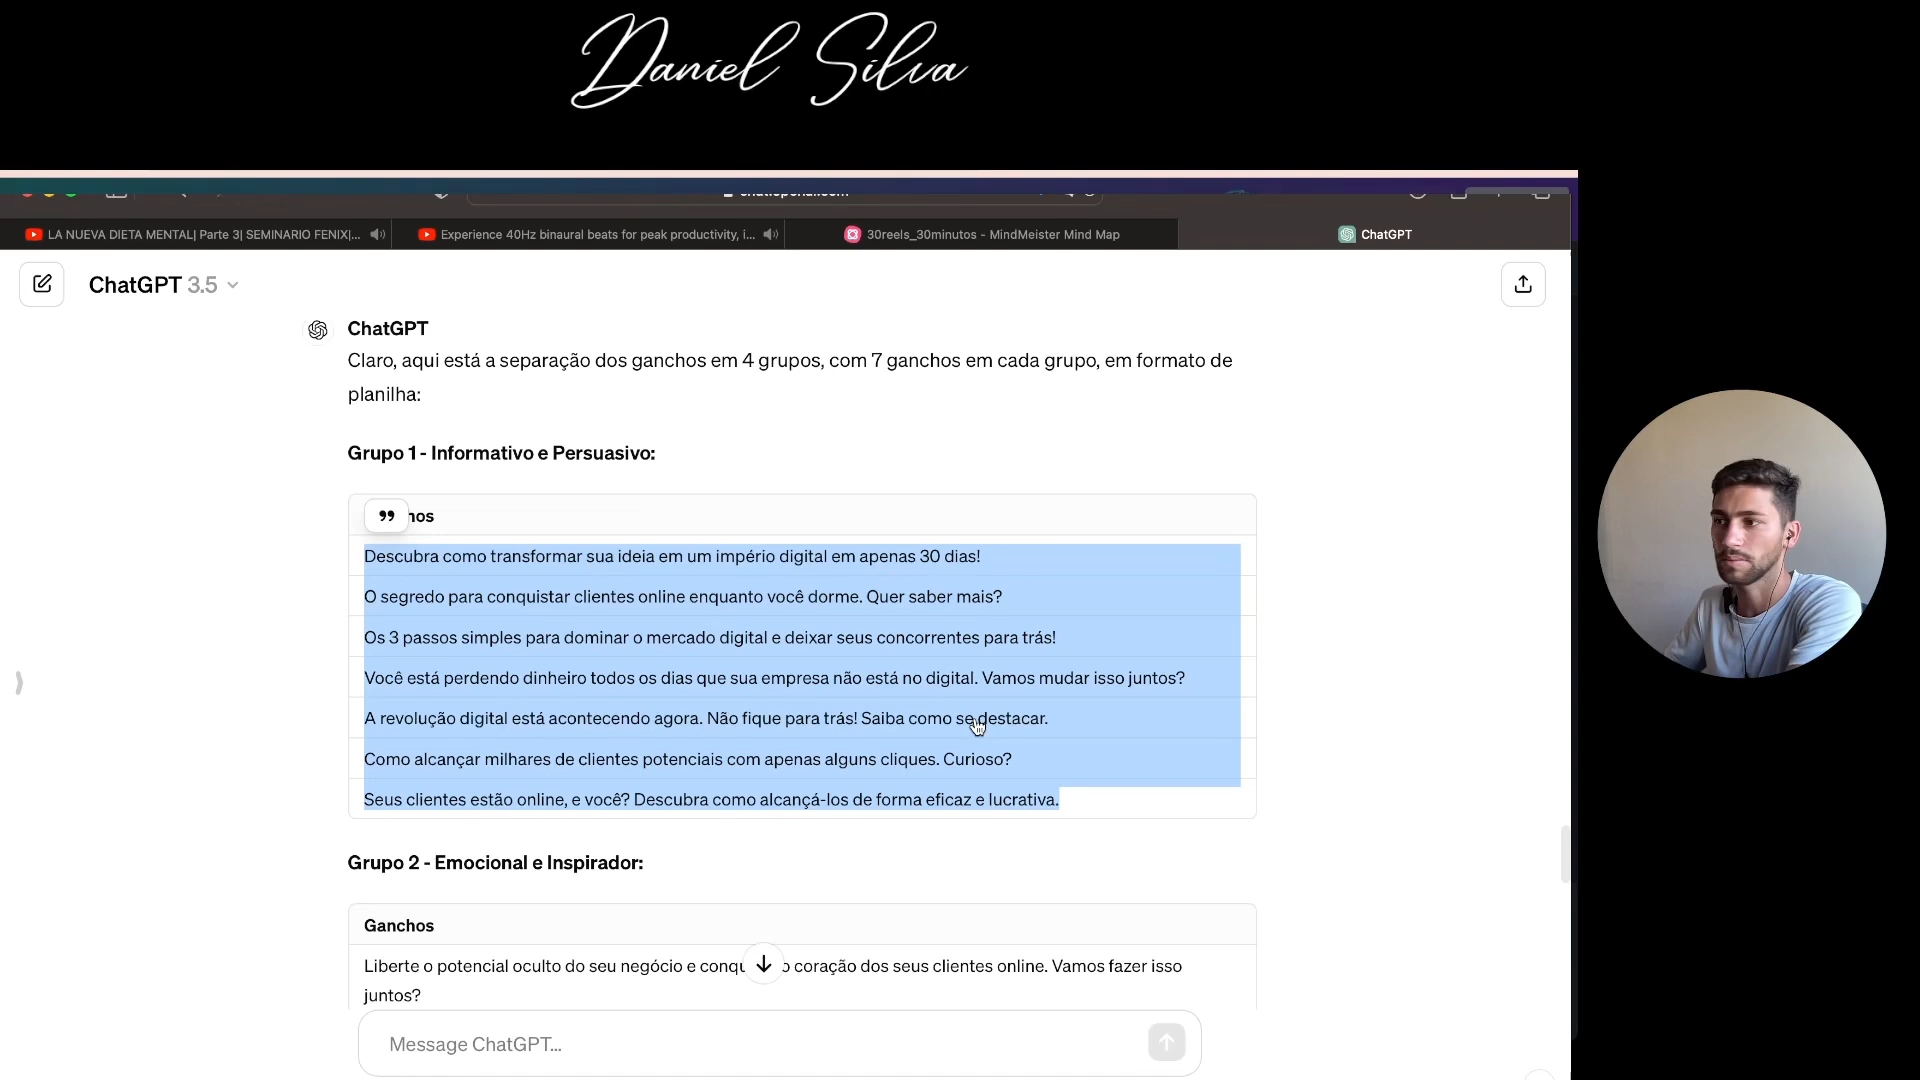 Daniel Silva
LA NUEVA DIETA MENTAL| Parte 3| SEMINARIO FENIX|...
Experience 40Hz binaural beats for peak productivity, i...
30reels_30minutos - MindMeister Mind Map
ChatGPT
ChatGPT 3.5
ChatGPT
Claro, aqui está a separação dos ganchos em 4 grupos, com 7 ganchos em cada grupo, em formato de
planilha:
Grupo 1 - Informativo e Persuasivo:
Descubra como transformar sua ideia em um império digital em apenas 30 dias!
O segredo para conquistar clientes online enquanto você dorme. Quer saber mais?
Os 3 passos simples para dominar o mercado digital e deixar seus concorrentes para trás!
Você está perdendo dinheiro todos os dias que sua empresa não está no digital. Vamos mudar isso juntos?
A revolução digital está acontecendo agora. Não fique para trás! Saiba como se destacar.
Como alcançar milhares de clientes potenciais com apenas alguns cliques. Curioso?
Seus clientes estão online, e você? Descubra como alcançá-los de forma eficaz e lucrativa.
Grupo 2 - Emocional e Inspirador:
Ganchos
Liberte o potencial oculto do seu negócio e coração dos seus clientes online. Vamos fazer isso
juntos?
Message ChatGPT...